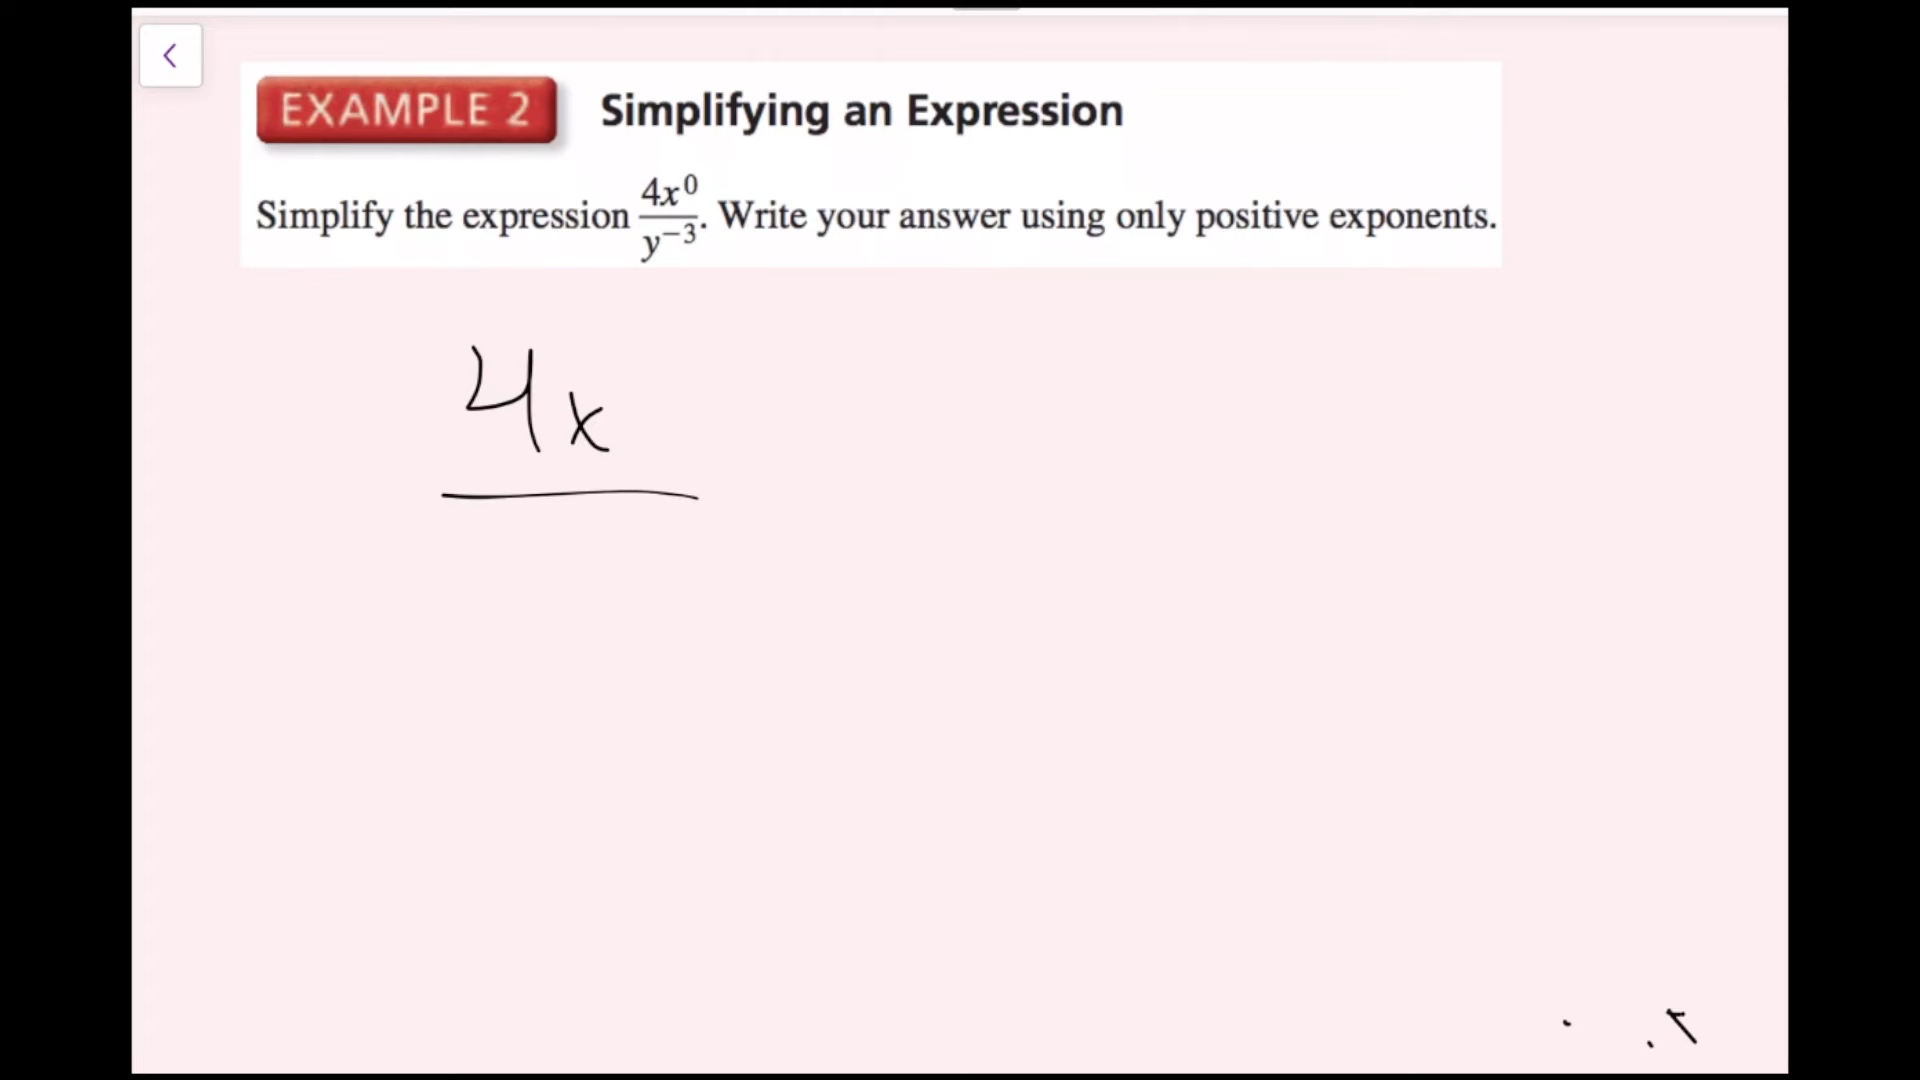 EXAMPLE 2 Simplifying an Expression
Simplify the expression 4x⁰/y⁻³. Write your answer using only positive exponents.
4x